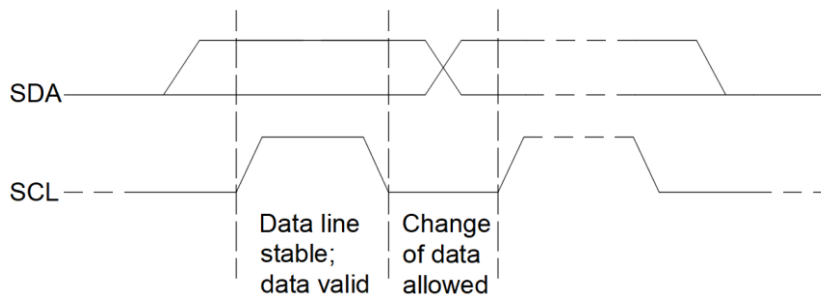 SDA
SCL
Data line
stable;
data valid
Change
of data
allowed